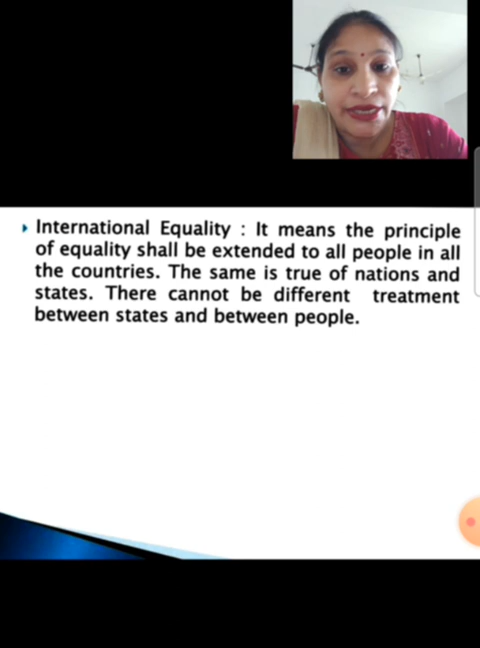 International Equality : It means the principle
of equality shall be extended to all people in all
the countries. The same is true of nations and
states. There cannot be different treatment
between states and between people.